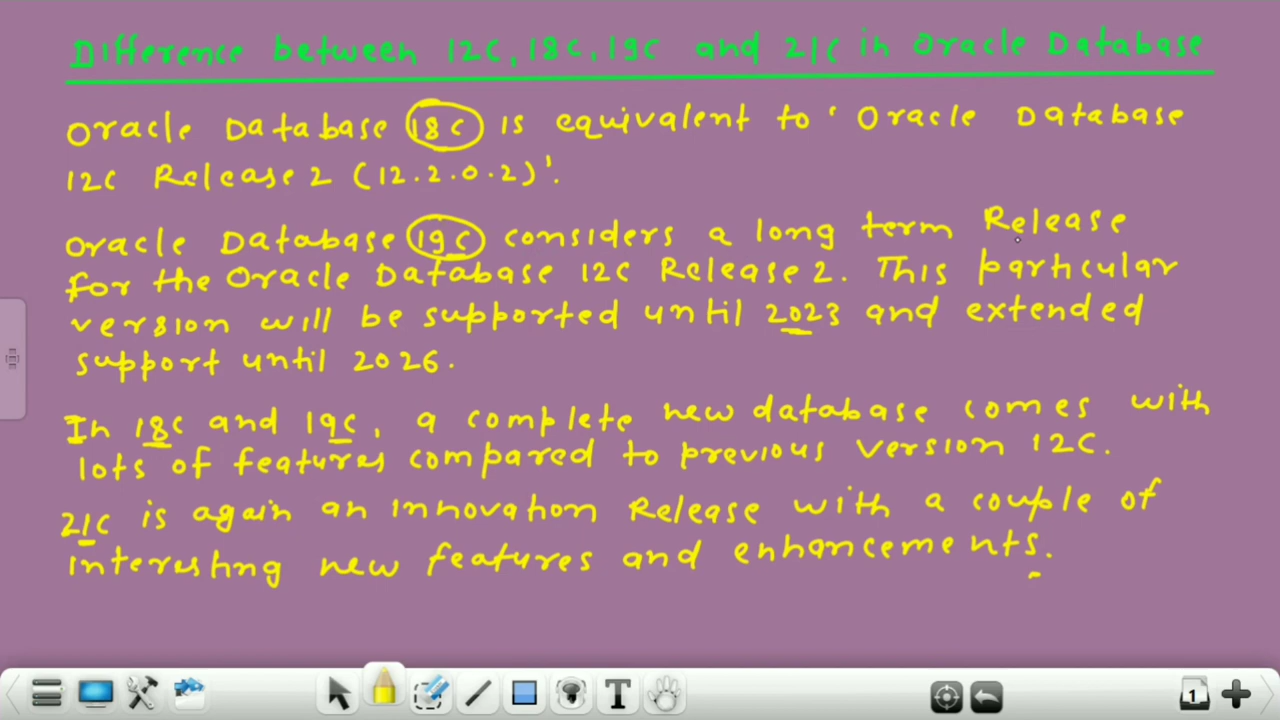 Difference between 12C, 18C, 19C and 21C in Oracle Database
Oracle Database 18C is equivalent to 'Oracle Database
12C Release 2 (12.2.0.2)'.
Oracle Database 19C considers a long term Release
for the Oracle Database 12C Release 2. This particular
version will be supported until 2023 and extended
support until 2026.
In 18C and 19C, a complete new database comes with
lots of features compared to previous version 12C.
21C is again an innovation Release with a couple of
interesting new features and enhancements.
T
1